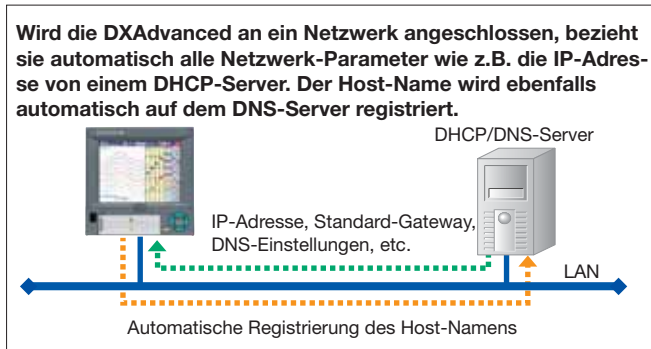 Wird die DXAdvanced an ein Netzwerk angeschlossen, bezieht
sie automatisch alle Netzwerk-Parameter wie z.B. die IP-Adres-
se von einem DHCP-Server. Der Host-Name wird ebenfalls
automatisch auf dem DNS-Server registriert.
DHCP/DNS-Server
IP-Adresse, Standard-Gateway,
DNS-Einstellungen, etc.
LAN
Automatische Registrierung des Host-Namens